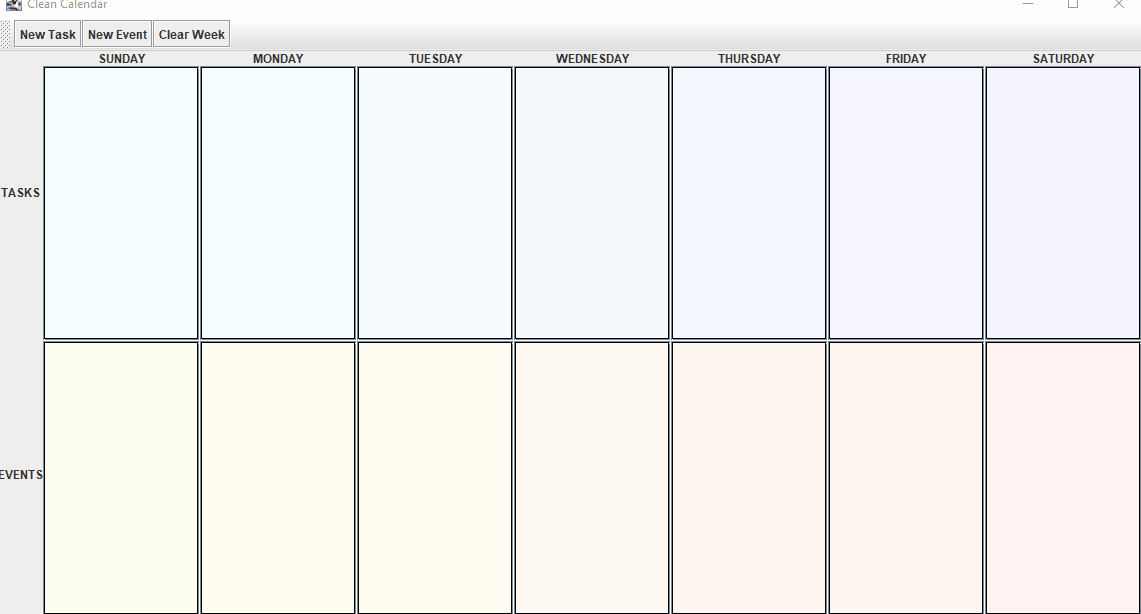 Clean Calendar
New Task New Event Clear Week
SUNDAY MONDAY TUESDAY WEDNESDAY THURSDAY FRIDAY SATURDAY
TASKS
EVENTS